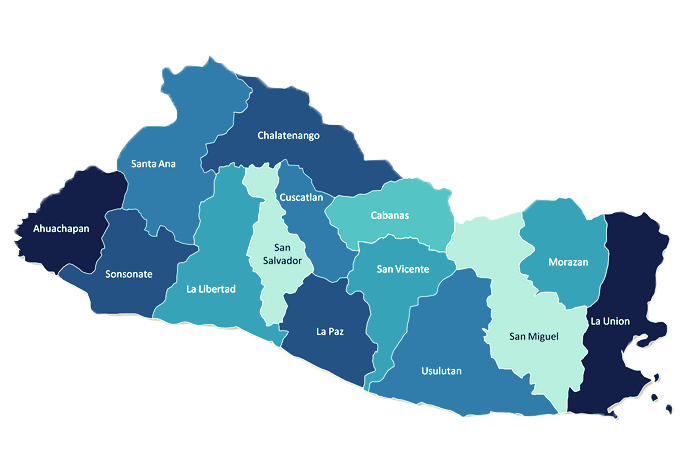 Chalatenango
Santa Ana
Cuscatlan
Cabanas
Ahuachapan
San
Salvador
Morazan
San Vicente
Sonsonate
La Libertad
La Union
La Paz
San Miguel
Usulutan